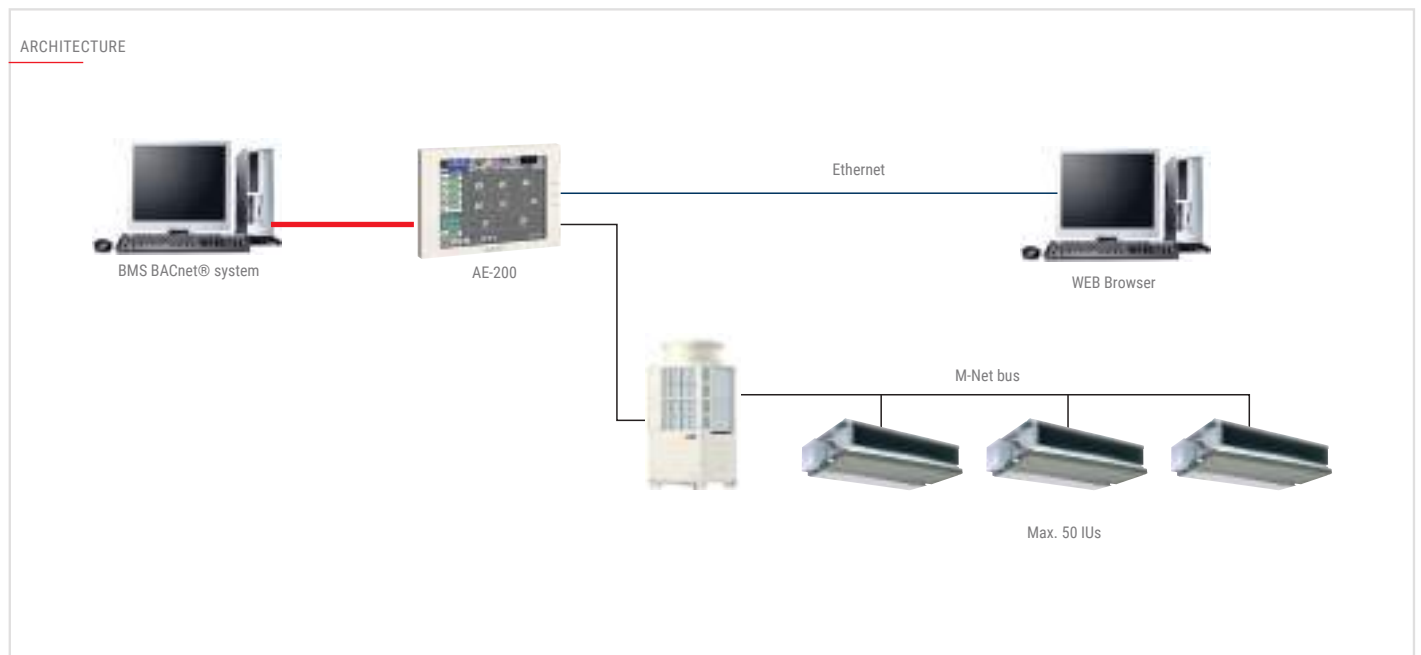 ARCHITECTURE
Ethernet
BMS BACnet® system
AE-200
WEB Browser
M-Net bus
Max. 50 IUs